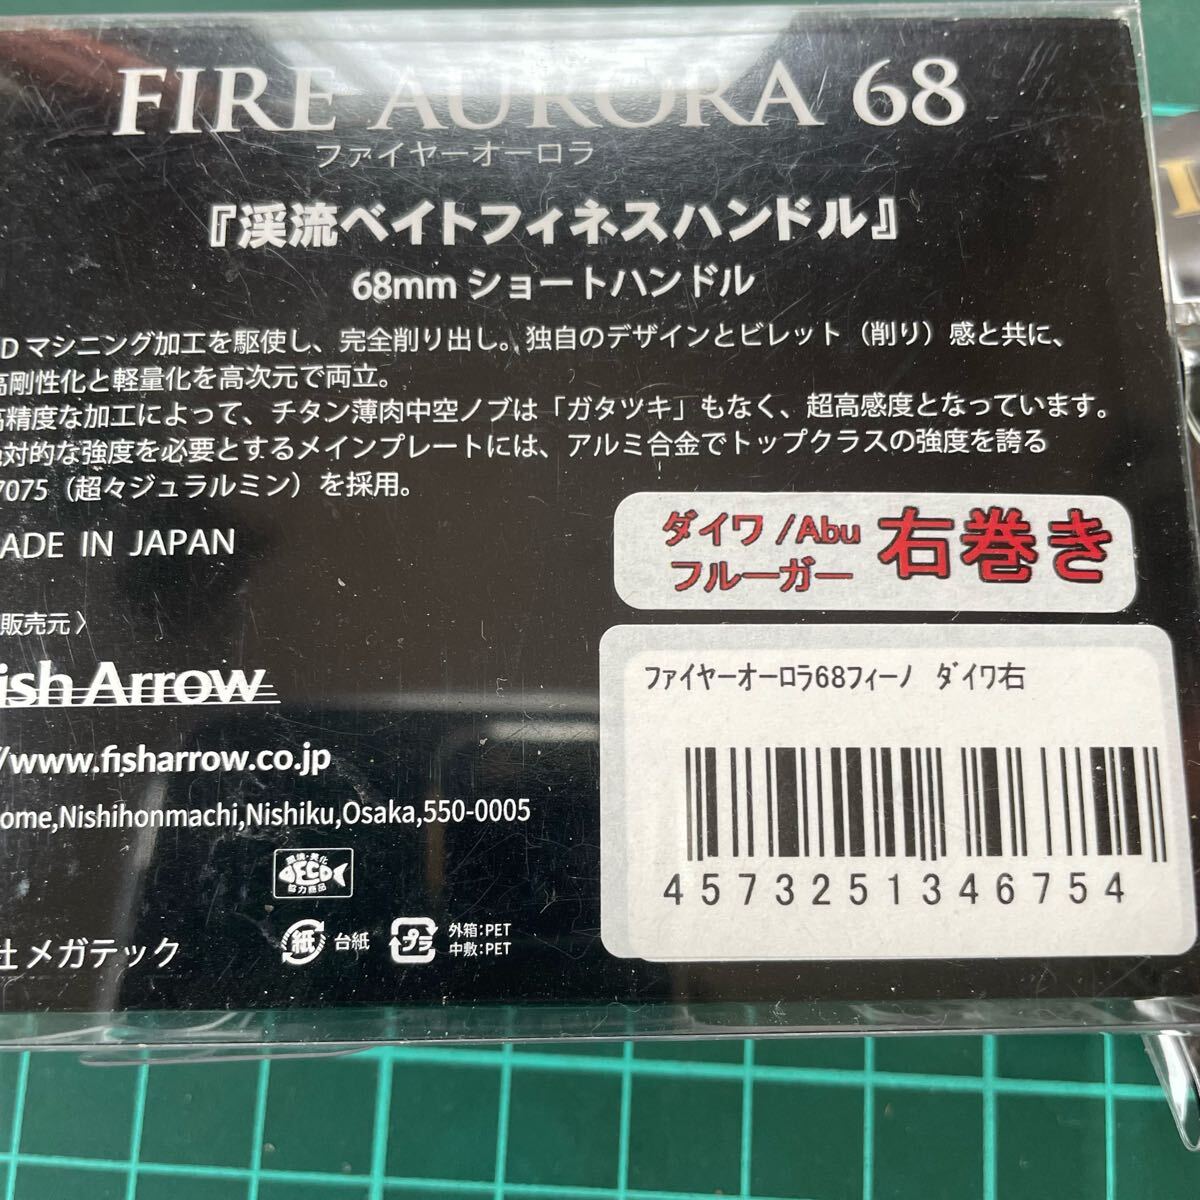 FIRE AURORA 68
ファイヤーオーロラ
『渓流ベイトフィネスハンドル』
68mm ショートハンドル
D マシニング加工を駆使し、完全削り出し。独自のデザインとビレット（削り）感と共に、
高剛性化と軽量化を高次元で両立。
高精度な加工によって、チタン薄肉中空ノブは「ガタツキ」もなく、超高感度となっています。
対的な強度を必要とするメインプレートには、アルミ合金でトップクラスの強度を誇る
7075（超々ジュラルミン）を採用。
ADE IN JAPAN
ダイワ /Abu
フルーガー
右巻き
販売元 〉
ish Arrow
/www.fisharrow.co.jp
ome,Nishihonmachi,Nishiku,Osaka,550-0005
ﾌｧｲﾔｰｵｰﾛﾗ68ﾌｨｰﾉ ﾀﾞｲﾜ右
4573251346754
環境・美化
ECO
協力商品
社 メガテック
紙 台紙
プラ
外箱:PET
中敷:PET